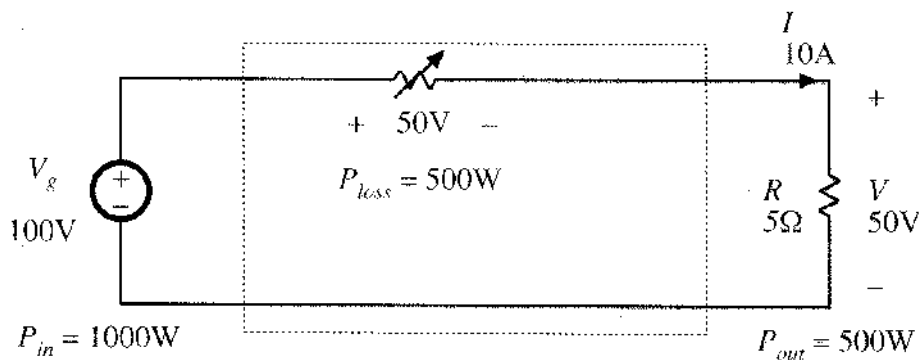 I
10A
+ 50V –
+
V_g
100V
+
–
P_loss = 500W
R
5Ω
V
50V
–
P_in = 1000W
P_out = 500W